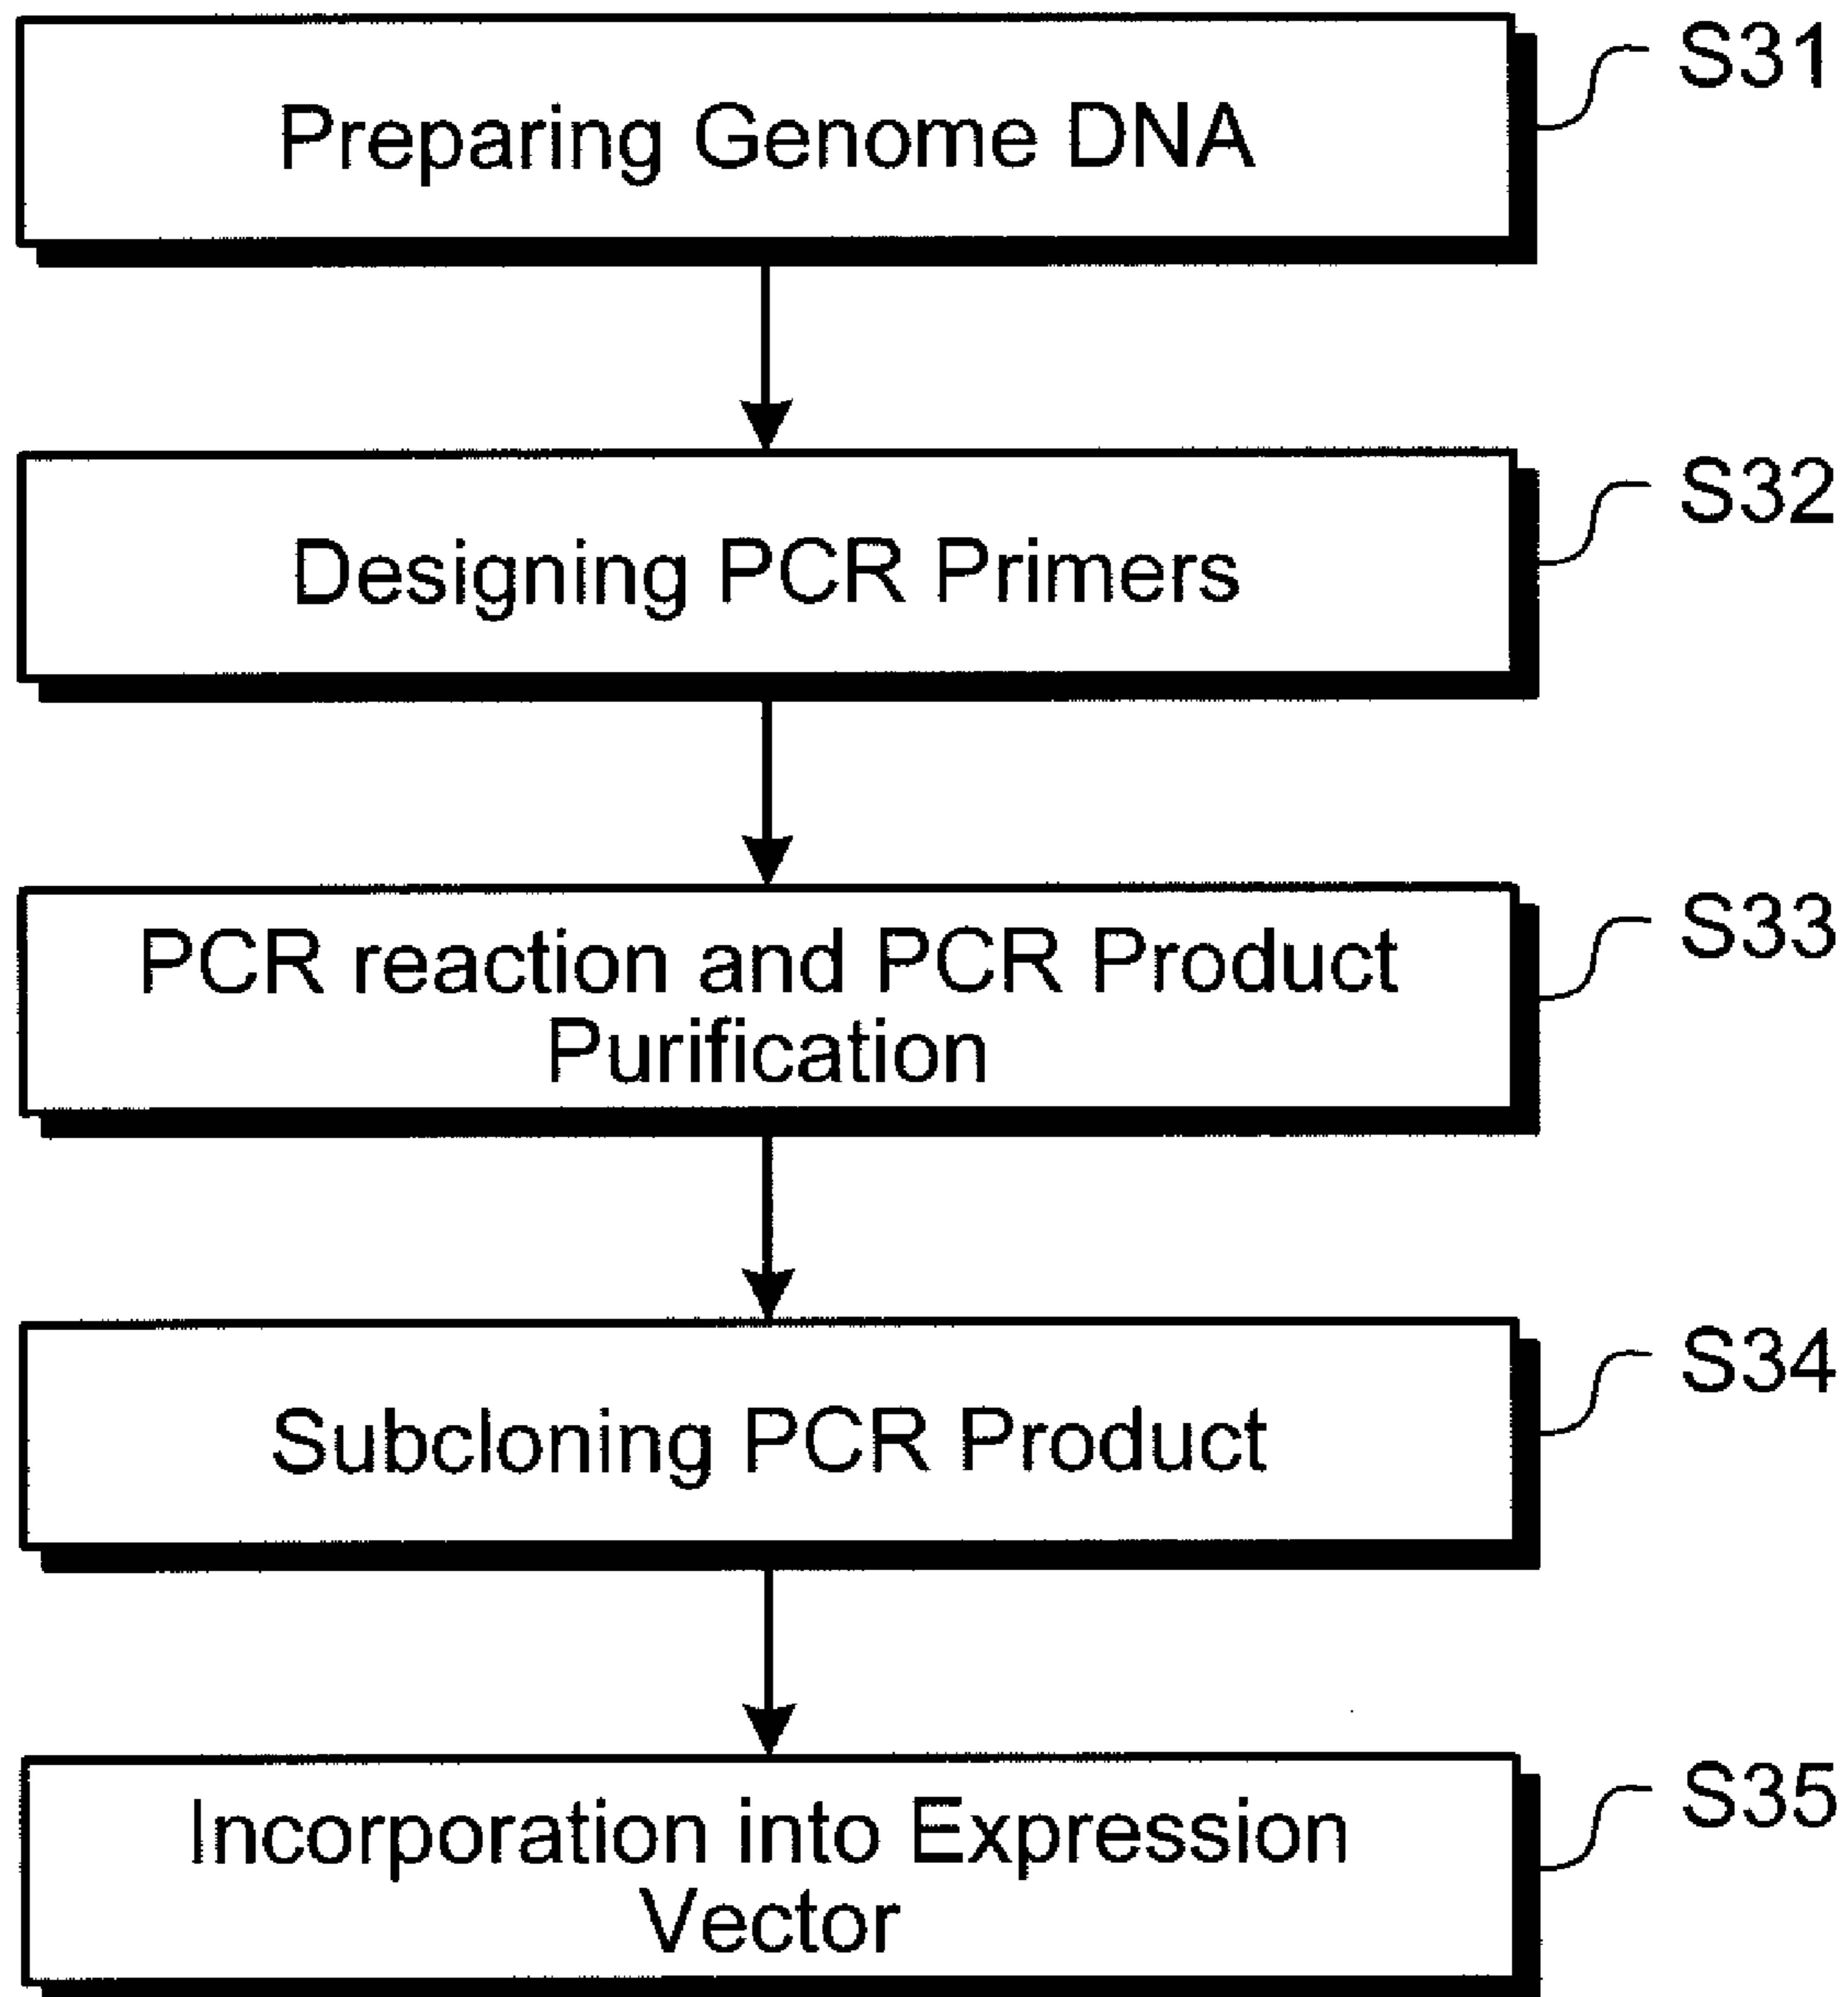 Preparing Genome DNA
S31
Designing PCR Primers
S32
PCR reaction and PCR Product
Purification
S33
Subcloning PCR Product
S34
Incorporation into Expression
Vector
S35